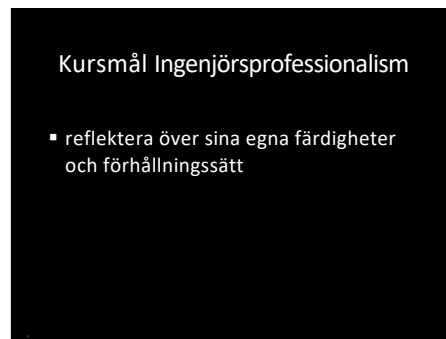 Kursmål Ingenjörsprofessionalism
▪ reflektera över sina egna färdigheter
och förhållningssätt